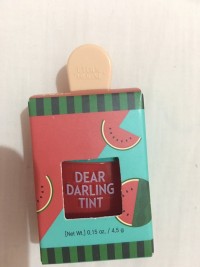 DEAR
DARLING
TINT
[Net Wt.] 0.15 oz. / 4.5 g